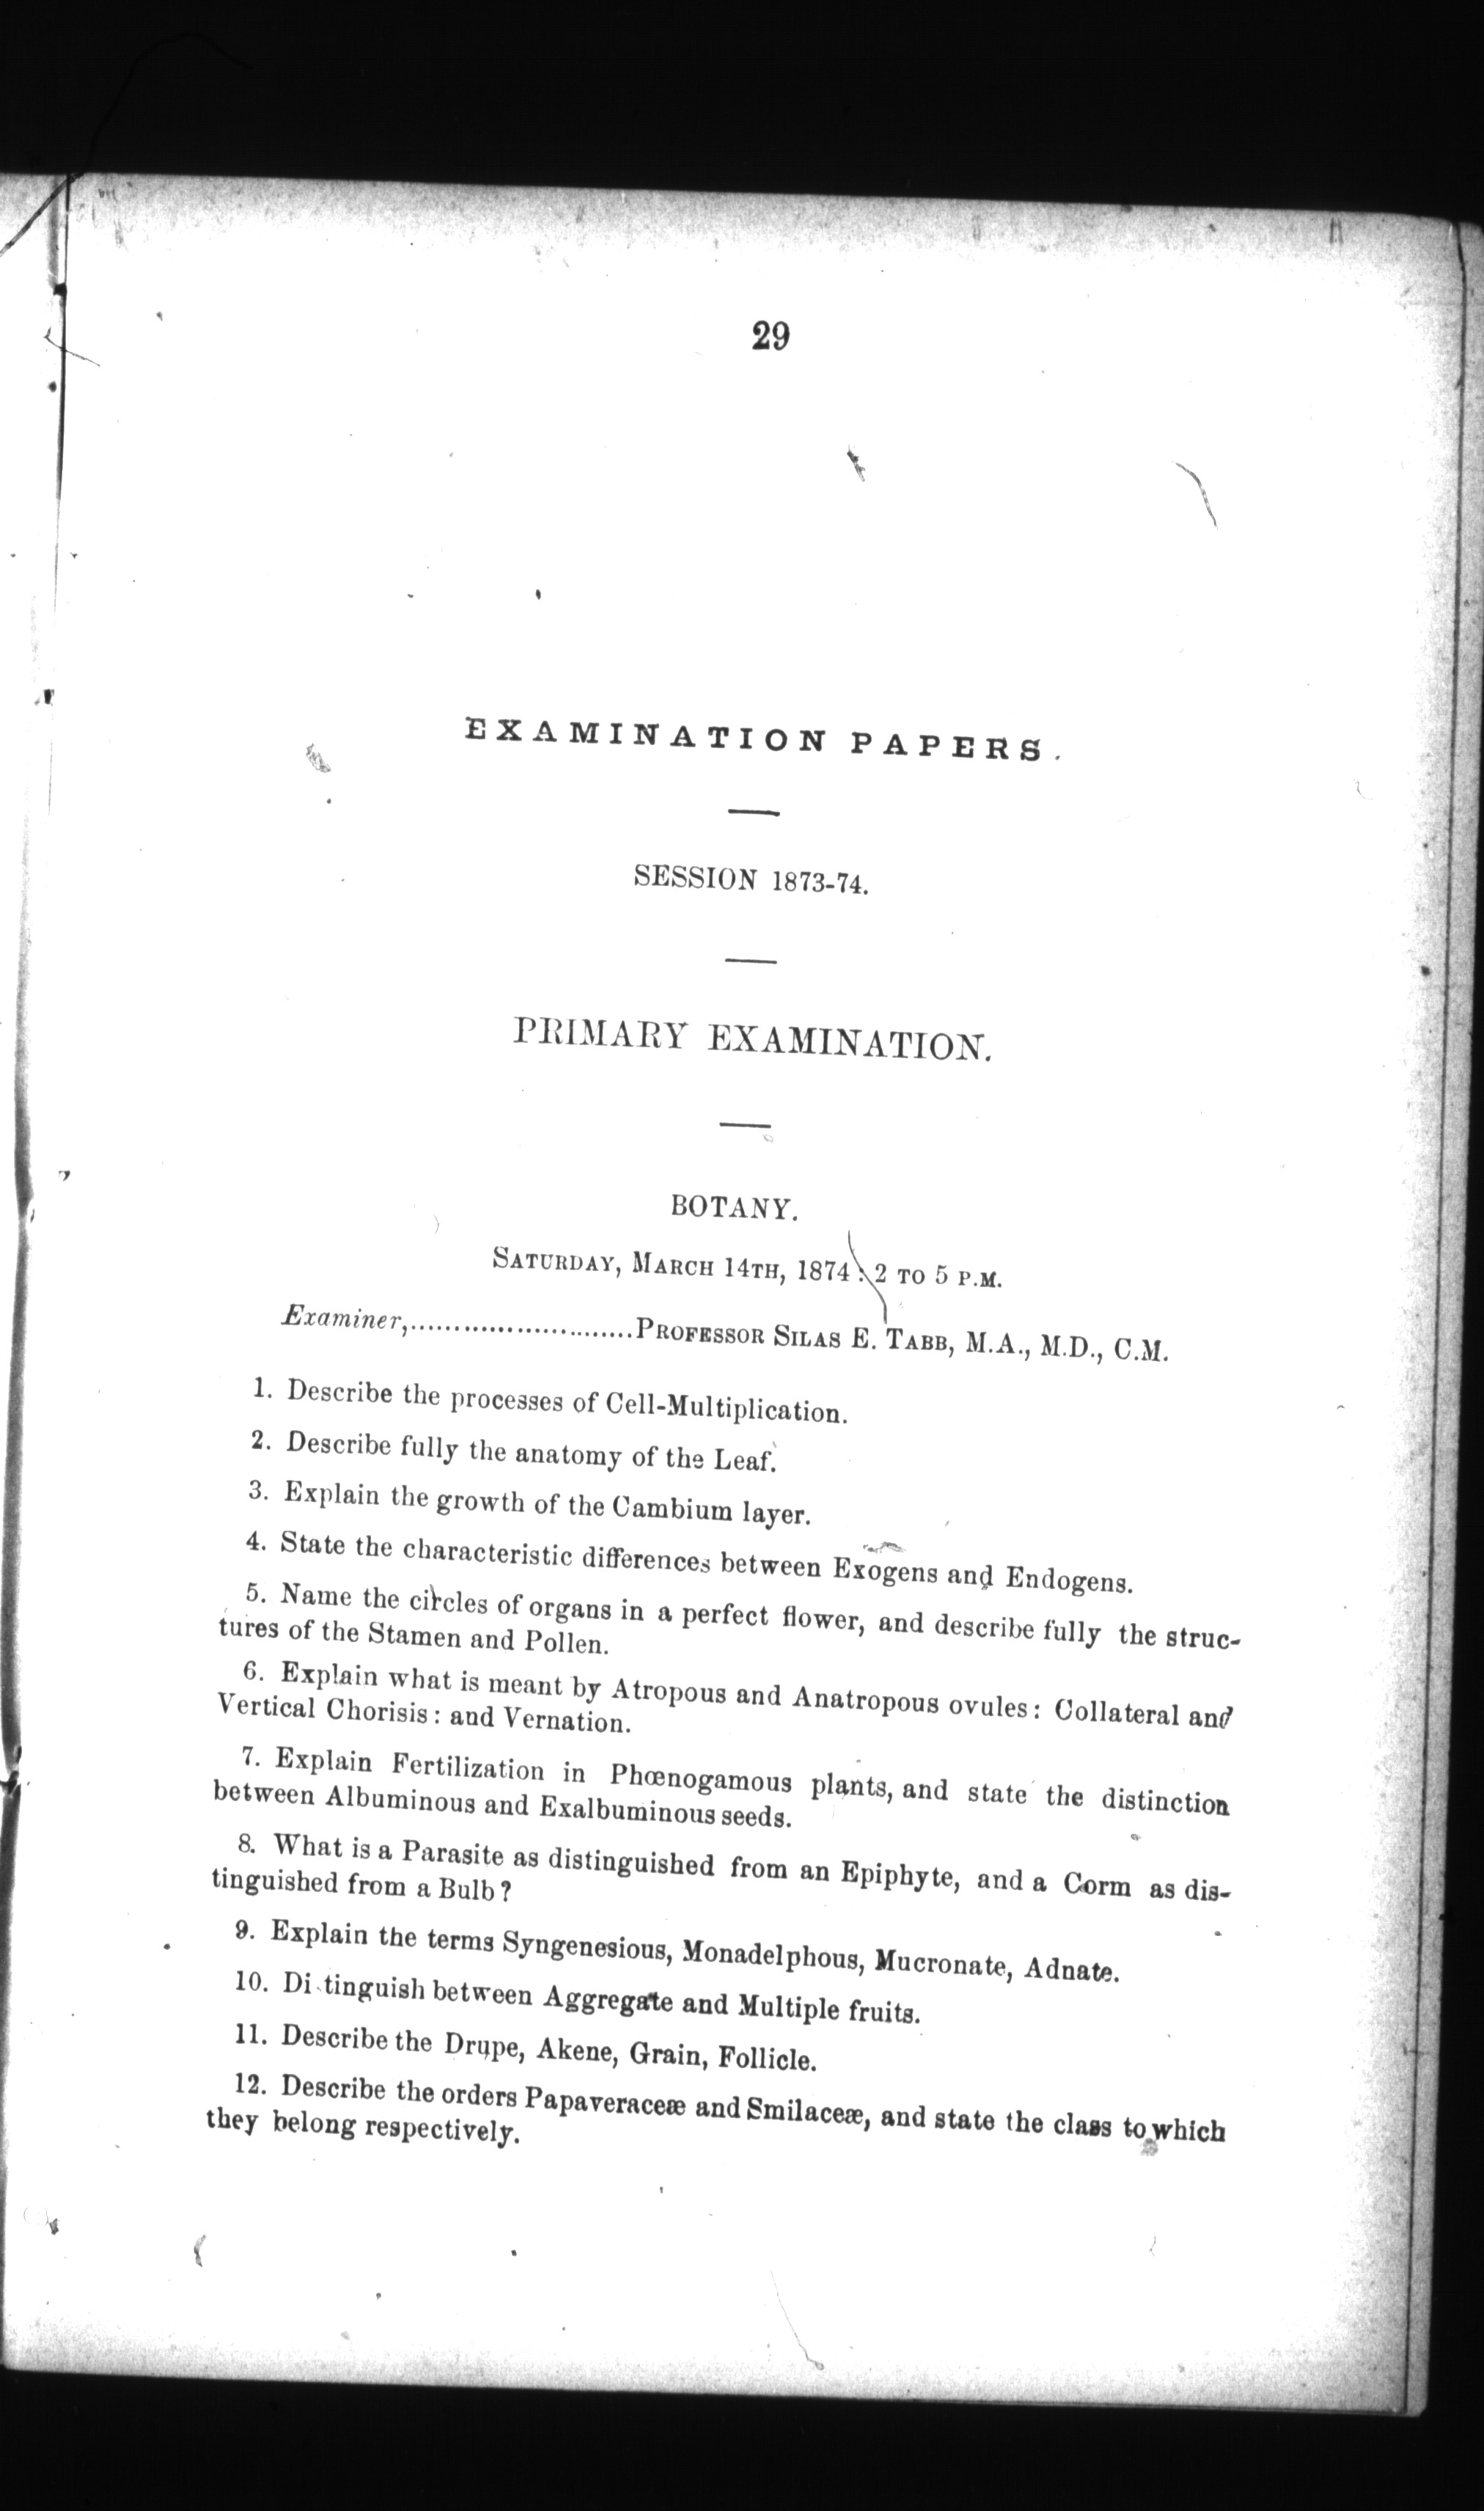 29
EXAMINATION PAPERS.
SESSION 1873-74.
PRIMARY EXAMINATION.
BOTANY.
SATURDAY, MARCH 14TH, 1874: 2 TO 5 P.M.
Examiner,..........................PROFESSOR SILAS E. TABB, M.A., M.D., C.M.
1. Describe the processes of Cell-Multiplication.
2. Describe fully the anatomy of the Leaf.
3. Explain the growth of the Cambium layer.
4. State the characteristic differences between Exogens and Endogens.
5. Name the circles of organs in a perfect flower, and describe fully the struc-
tures of the Stamen and Pollen.
6. Explain what is meant by Atropous and Anatropous ovules: Collateral and
Vertical Chorisis: and Vernation.
7. Explain Fertilization in Phœnogamous plants, and state the distinction
between Albuminous and Exalbuminous seeds.
8. What is a Parasite as distinguished from an Epiphyte, and a Corm as dis-
tinguished from a Bulb?
9. Explain the terms Syngenesious, Monadelphous, Mucronate, Adnate.
10. Di tinguish between Aggregate and Multiple fruits.
11. Describe the Drupe, Akene, Grain, Follicle.
12. Describe the orders Papaveraceæ and Smilaceæ, and state the class to which
they belong respectively.